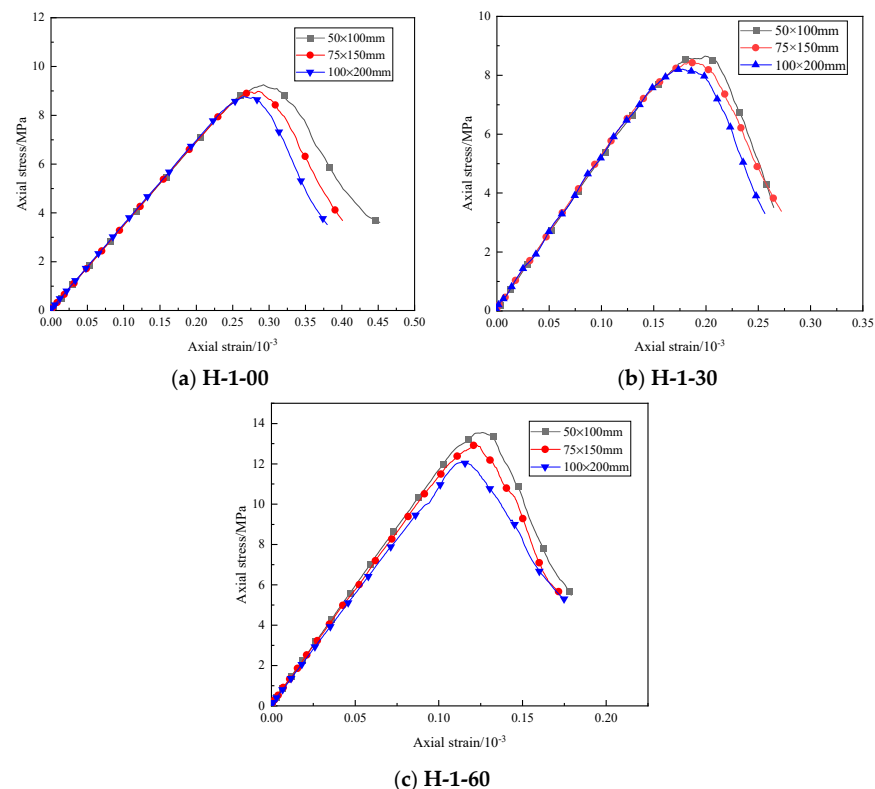 12
10
8
6
4
2
0
Axial stress/MPa
50×100mm
75×150mm
100×200mm
0.00 0.05 0.10 0.15 0.20 0.25 0.30 0.35 0.40 0.45 0.50
Axial strain/10⁻³
(a) H-1-00
10
8
6
4
2
0
Axial stress/MPa
50×100mm
75×150mm
100×200mm
0.00 0.05 0.10 0.15 0.20 0.25 0.30 0.35
Axial strain/10⁻³
(b) H-1-30
14
12
10
8
6
4
2
0
Axial stress/MPa
50×100mm
75×150mm
100×200mm
0.00 0.05 0.10 0.15 0.20
Axial strain/10⁻³
(c) H-1-60